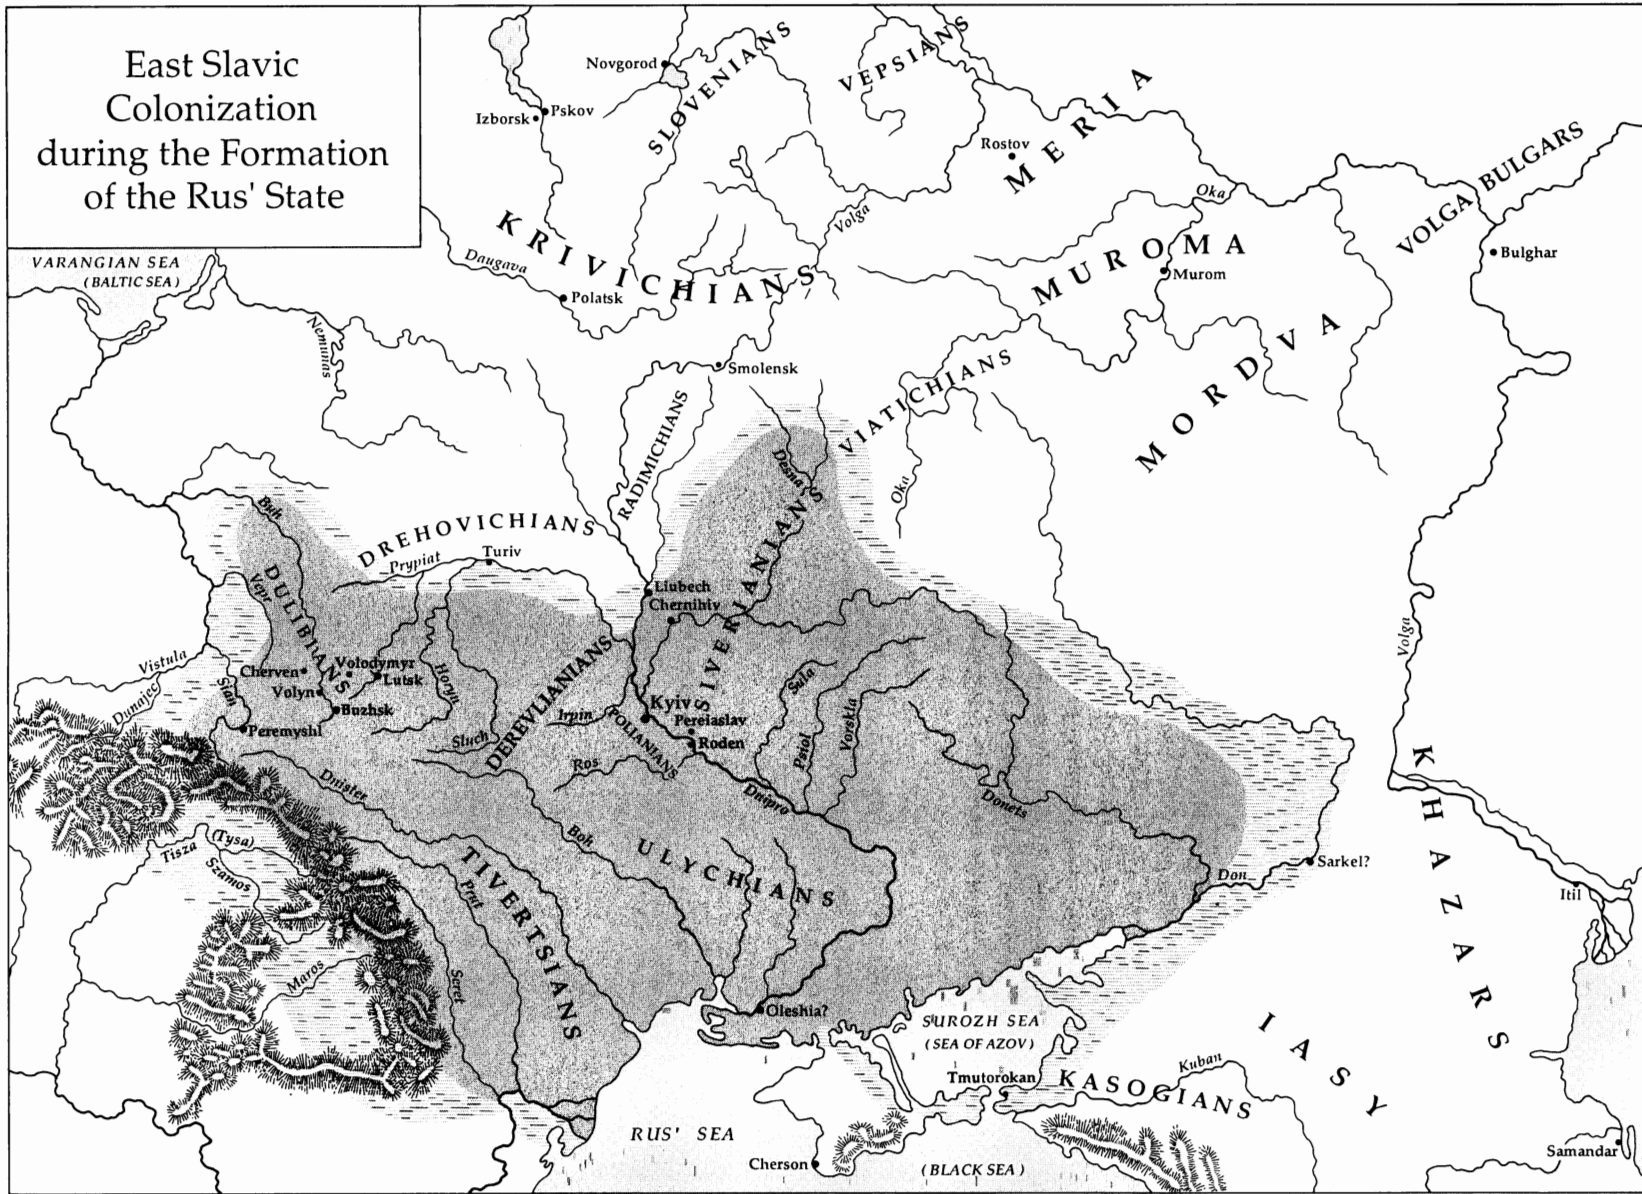 East Slavic
Colonization
during the Formation
of the Rus' State
Novgorod
SLOVENIANS
VEPSIANS
Izborsk
Pskov
Rostov
MERIA
VOLGA BULGARS
Oka
Volga
KRIVICHIANS
Daugava
Polatsk
MUROMA
Murom
Bulghar
VARANGIAN SEA
(BALTIC SEA)
Nemunas
Smolensk
VIATICHIANS
MORDVA
RADIMICHIANS
Desna
Oka
Buh
DREHOVICHIANS
Prypiat
Turiv
SIVERIANIANS
Liubech
Chernihiv
DULIBIANS
Vepr
Volga
Vistula
Dunajec
Sian
Cherven
Volodymyr
Volyn
Lutsk
Buzhsk
Horyn
Peremyshl
Sluch
DEREVLIANIANS
Irpin
POLIANIANS
Kyiv
Pereiaslav
Roden
Ros
Sula
Psiol
Vorskla
Dnister
Dnipro
Donets
KHAZARS
Tisza (Tysa)
Szamos
Boh
ULYCHIANS
TIVERTSIANS
Prut
Don
Sarkel?
Itil
Maros
Seret
Oleshia?
SUROZH SEA
(SEA OF AZOV)
IASY
Tmutorokan
KASOGIANS
Kuban
RUS' SEA
Cherson
(BLACK SEA)
Samandar